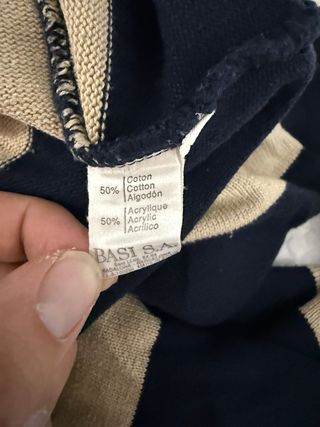 Coton
50% Cotton
Algodón
Acrylique
50% Acrylic
Acrílico
BASI S.A.